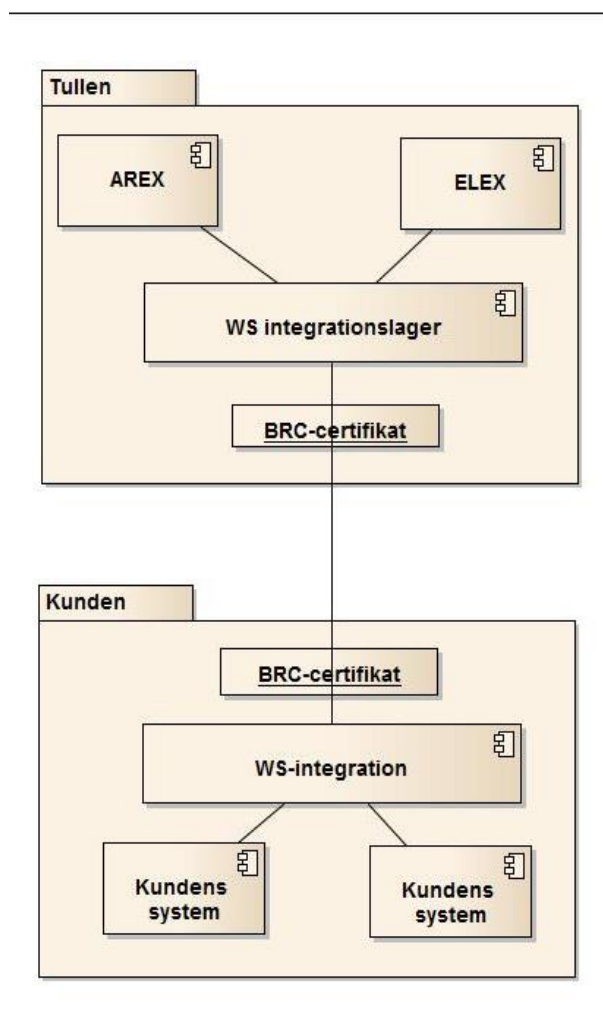 Tullen
AREX
ELEX
WS integrationslager
BRC-certifikat
Kunden
BRC-certifikat
WS-integration
Kundens
system
Kundens
system